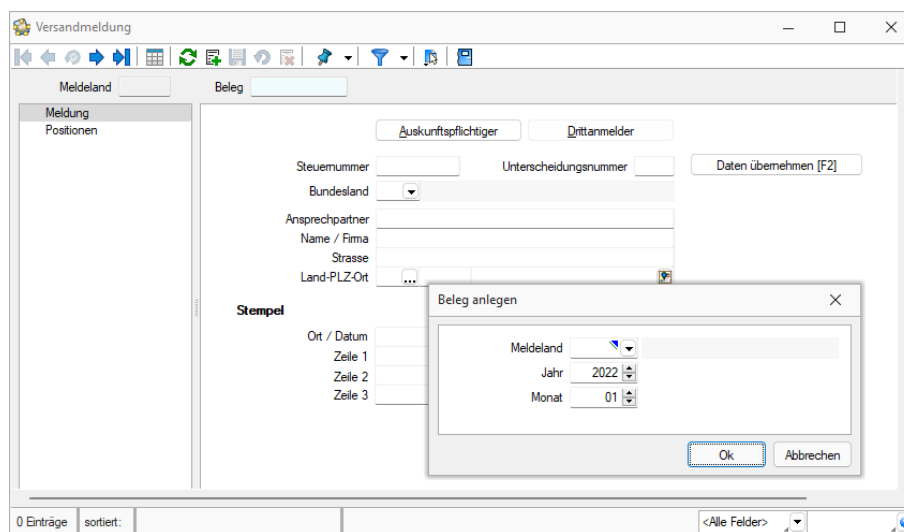 Versandmeldung
Meldeland Beleg
Meldung
Positionen
Auskunftspflichtiger Drittanmelder
Steuernummer Unterscheidungsnummer Daten übernehmen [F2]
Bundesland
Ansprechpartner
Name / Firma
Strasse
Land-PLZ-Ort ...
Stempel
Ort / Datum
Zeile 1
Zeile 2
Zeile 3
Beleg anlegen
Meldeland
Jahr 2022
Monat 01
Ok Abbrechen
0 Einträge sortiert: <Alle Felder>